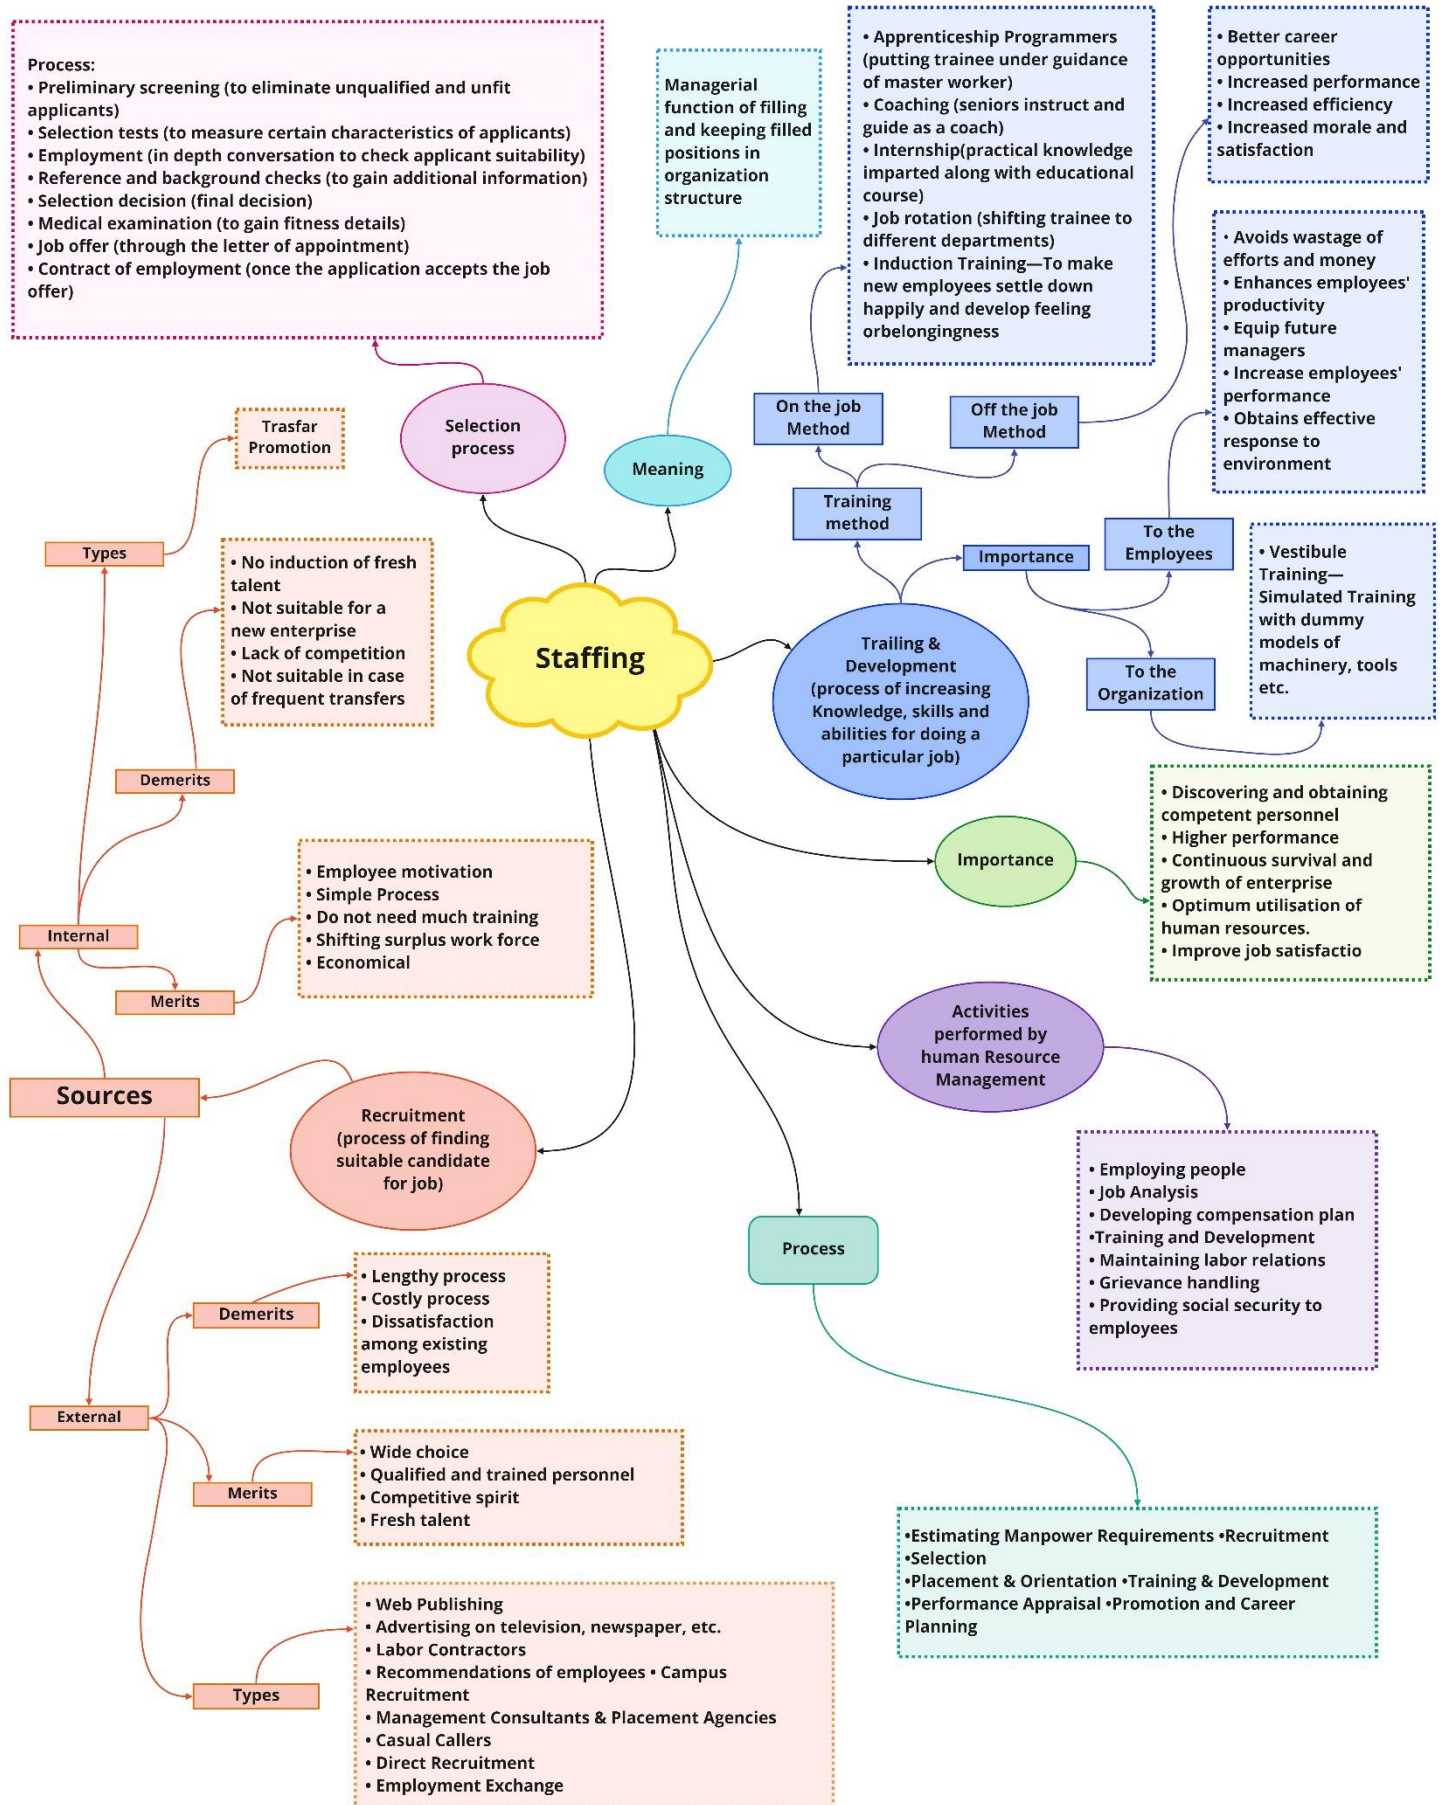 Process:
• Preliminary screening (to eliminate unqualified and unfit
applicants)
• Selection tests (to measure certain characteristics of applicants)
• Employment (in depth conversation to check applicant suitability)
• Reference and background checks (to gain additional information)
• Selection decision (final decision)
• Medical examination (to gain fitness details)
• Job offer (through the letter of appointment)
• Contract of employment (once the application accepts the job
offer)
Managerial
function of filling
and keeping filled
positions in
organization
structure
• Apprenticeship Programmers
(putting trainee under guidance
of master worker)
• Coaching (seniors instruct and
guide as a coach)
• Internship(practical knowledge
imparted along with educational
course)
• Job rotation (shifting trainee to
different departments)
• Induction Training—To make
new employees settle down
happily and develop feeling
orbelongingness
• Better career
opportunities
• Increased performance
• Increased efficiency
• Increased morale and
satisfaction
• Avoids wastage of
efforts and money
• Enhances employees'
productivity
• Equip future
managers
• Increase employees'
performance
• Obtains effective
response to
environment
Selection
process
Meaning
On the job
Method
Off the job
Method
Training
method
Importance
To the
Employees
To the
Organization
• Vestibule
Training—
Simulated Training
with dummy
models of
machinery, tools
etc.
Trasfar
Promotion
Types
• No induction of fresh
talent
• Not suitable for a
new enterprise
• Lack of competition
• Not suitable in case
of frequent transfers
Staffing
Trailing &
Development
(process of increasing
Knowledge, skills and
abilities for doing a
particular job)
Demerits
• Employee motivation
• Simple Process
• Do not need much training
• Shifting surplus work force
• Economical
Internal
Merits
Importance
• Discovering and obtaining
competent personnel
• Higher performance
• Continuous survival and
growth of enterprise
• Optimum utilisation of
human resources.
• Improve job satisfactio
Activities
performed by
human Resource
Management
Sources
Recruitment
(process of finding
suitable candidate
for job)
• Employing people
• Job Analysis
• Developing compensation plan
•Training and Development
• Maintaining labor relations
• Grievance handling
• Providing social security to
employees
Process
Demerits
• Lengthy process
• Costly process
• Dissatisfaction
among existing
employees
External
Merits
• Wide choice
• Qualified and trained personnel
• Competitive spirit
• Fresh talent
•Estimating Manpower Requirements •Recruitment
•Selection
•Placement & Orientation •Training & Development
•Performance Appraisal •Promotion and Career
Planning
Types
• Web Publishing
• Advertising on television, newspaper, etc.
• Labor Contractors
• Recommendations of employees • Campus
Recruitment
• Management Consultants & Placement Agencies
• Casual Callers
• Direct Recruitment
• Employment Exchange